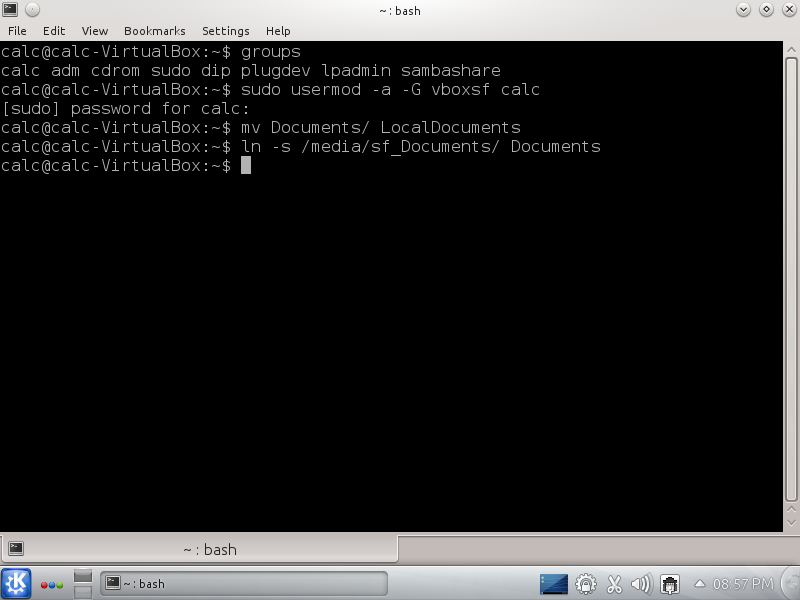 ~ : bash
File Edit View Bookmarks Settings Help
calc@calc-VirtualBox:~$ groups
calc adm cdrom sudo dip plugdev lpadmin sambashare
calc@calc-VirtualBox:~$ sudo usermod -a -G vboxsf calc
[sudo] password for calc:
calc@calc-VirtualBox:~$ mv Documents/ LocalDocuments
calc@calc-VirtualBox:~$ ln -s /media/sf_Documents/ Documents
calc@calc-VirtualBox:~$
~ : bash
~ : bash 08:57 PM